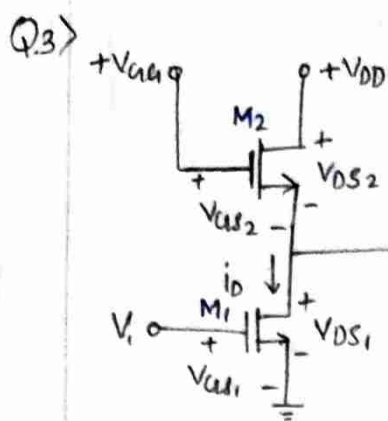 Q.3>
+VGG
+VDD
M2
+
+
VDS2
VGS2
-
-
iD
M1
+
V1
+
VDS1
-
VGS1
-